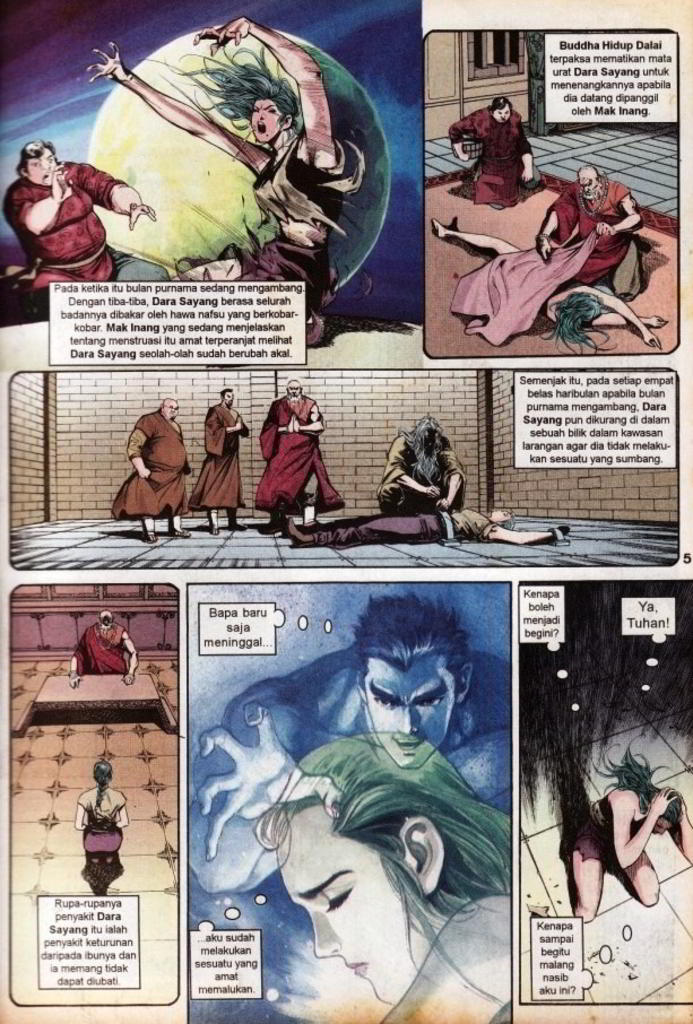 Buddha Hidup Dalai
terpaksa mematikan mata
urat Dara Sayang untuk
menenangkannya apabila
dia datang dipanggil
oleh Mak Inang.
Pada ketika itu bulan purnama sedang mengambang.
Dengan tiba-tiba, Dara Sayang berasa seluruh
badannya dibakar oleh hawa nafsu yang berkobar-
kobar. Mak Inang yang sedang menjelaskan
tentang menstruasi itu amat terperanjat melihat
Dara Sayang seolah-olah sudah berubah akal.
Semenjak itu, pada setiap empat
belas haribulan apabila bulan
purnama mengambang, Dara
Sayang pun dikurang di dalam
sebuah bilik dalam kawasan
larangan agar dia tidak melaku-
kan sesuatu yang sumbang.
5
Rupa-rupanya
penyakit Dara
Sayang itu ialah
penyakit keturunan
daripada ibunya dan
ia memang tidak
dapat diubati.
Bapa baru
saja
meninggal...
...aku sudah
melakukan
sesuatu yang
amat
memalukan.
Kenapa
boleh
menjadi
begini?
Ya,
Tuhan!
Kenapa
sampai
begitu
malang
nasib
aku ini?